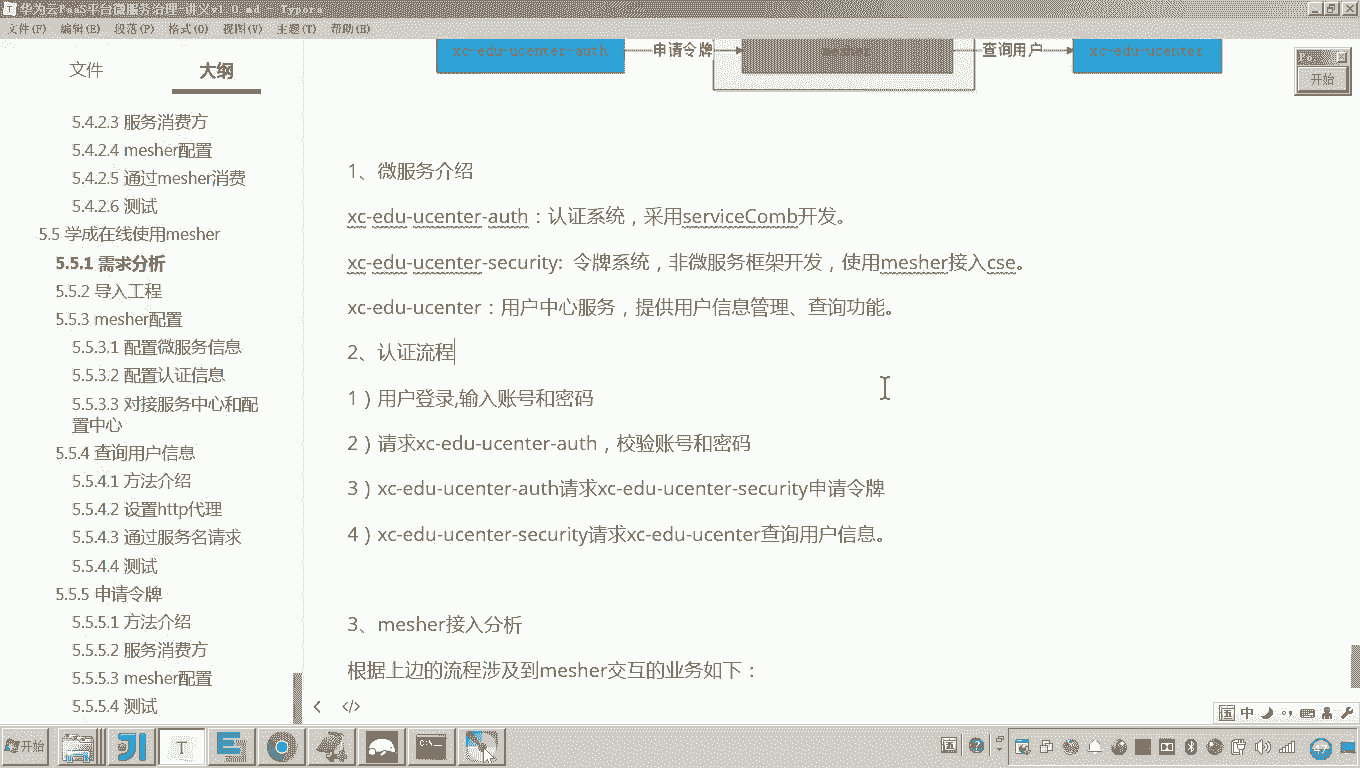 华为云PaaS平台微服务治理-讲义v1.0.md - Typora
文件(F) 编辑(E) 段落(P) 格式(O) 视图(V) 主题(T) 帮助(H)
文件 大纲
5.4.2.3 服务消费方
5.4.2.4 mesher配置
5.4.2.5 通过mesher消费
5.4.2.6 测试
5.5 学成在线使用mesher
5.5.1 需求分析
5.5.2 导入工程
5.5.3 mesher配置
5.5.3.1 配置微服务信息
5.5.3.2 配置认证信息
5.5.3.3 对接服务中心和配
置中心
5.5.4 查询用户信息
5.5.4.1 方法介绍
5.5.4.2 设置http代理
5.5.4.3 通过服务名请求
5.5.4.4 测试
5.5.5 申请令牌
5.5.5.1 方法介绍
5.5.5.2 服务消费方
5.5.5.3 mesher配置
5.5.5.4 测试
xc-edu-ucenter-auth 申请令牌 mesher 查询用户 xc-edu-ucenter
开始
1、微服务介绍
xc-edu-ucenter-auth：认证系统，采用serviceComb开发。
xc-edu-ucenter-security: 令牌系统，非微服务框架开发，使用mesher接入cse。
xc-edu-ucenter：用户中心服务，提供用户信息管理、查询功能。
2、认证流程
1）用户登录,输入账号和密码
2）请求xc-edu-ucenter-auth，校验账号和密码
3）xc-edu-ucenter-auth请求xc-edu-ucenter-security申请令牌
4）xc-edu-ucenter-security请求xc-edu-ucenter查询用户信息。
3、mesher接入分析
根据上边的流程涉及到mesher交互的业务如下：
国 中
开始
国
47